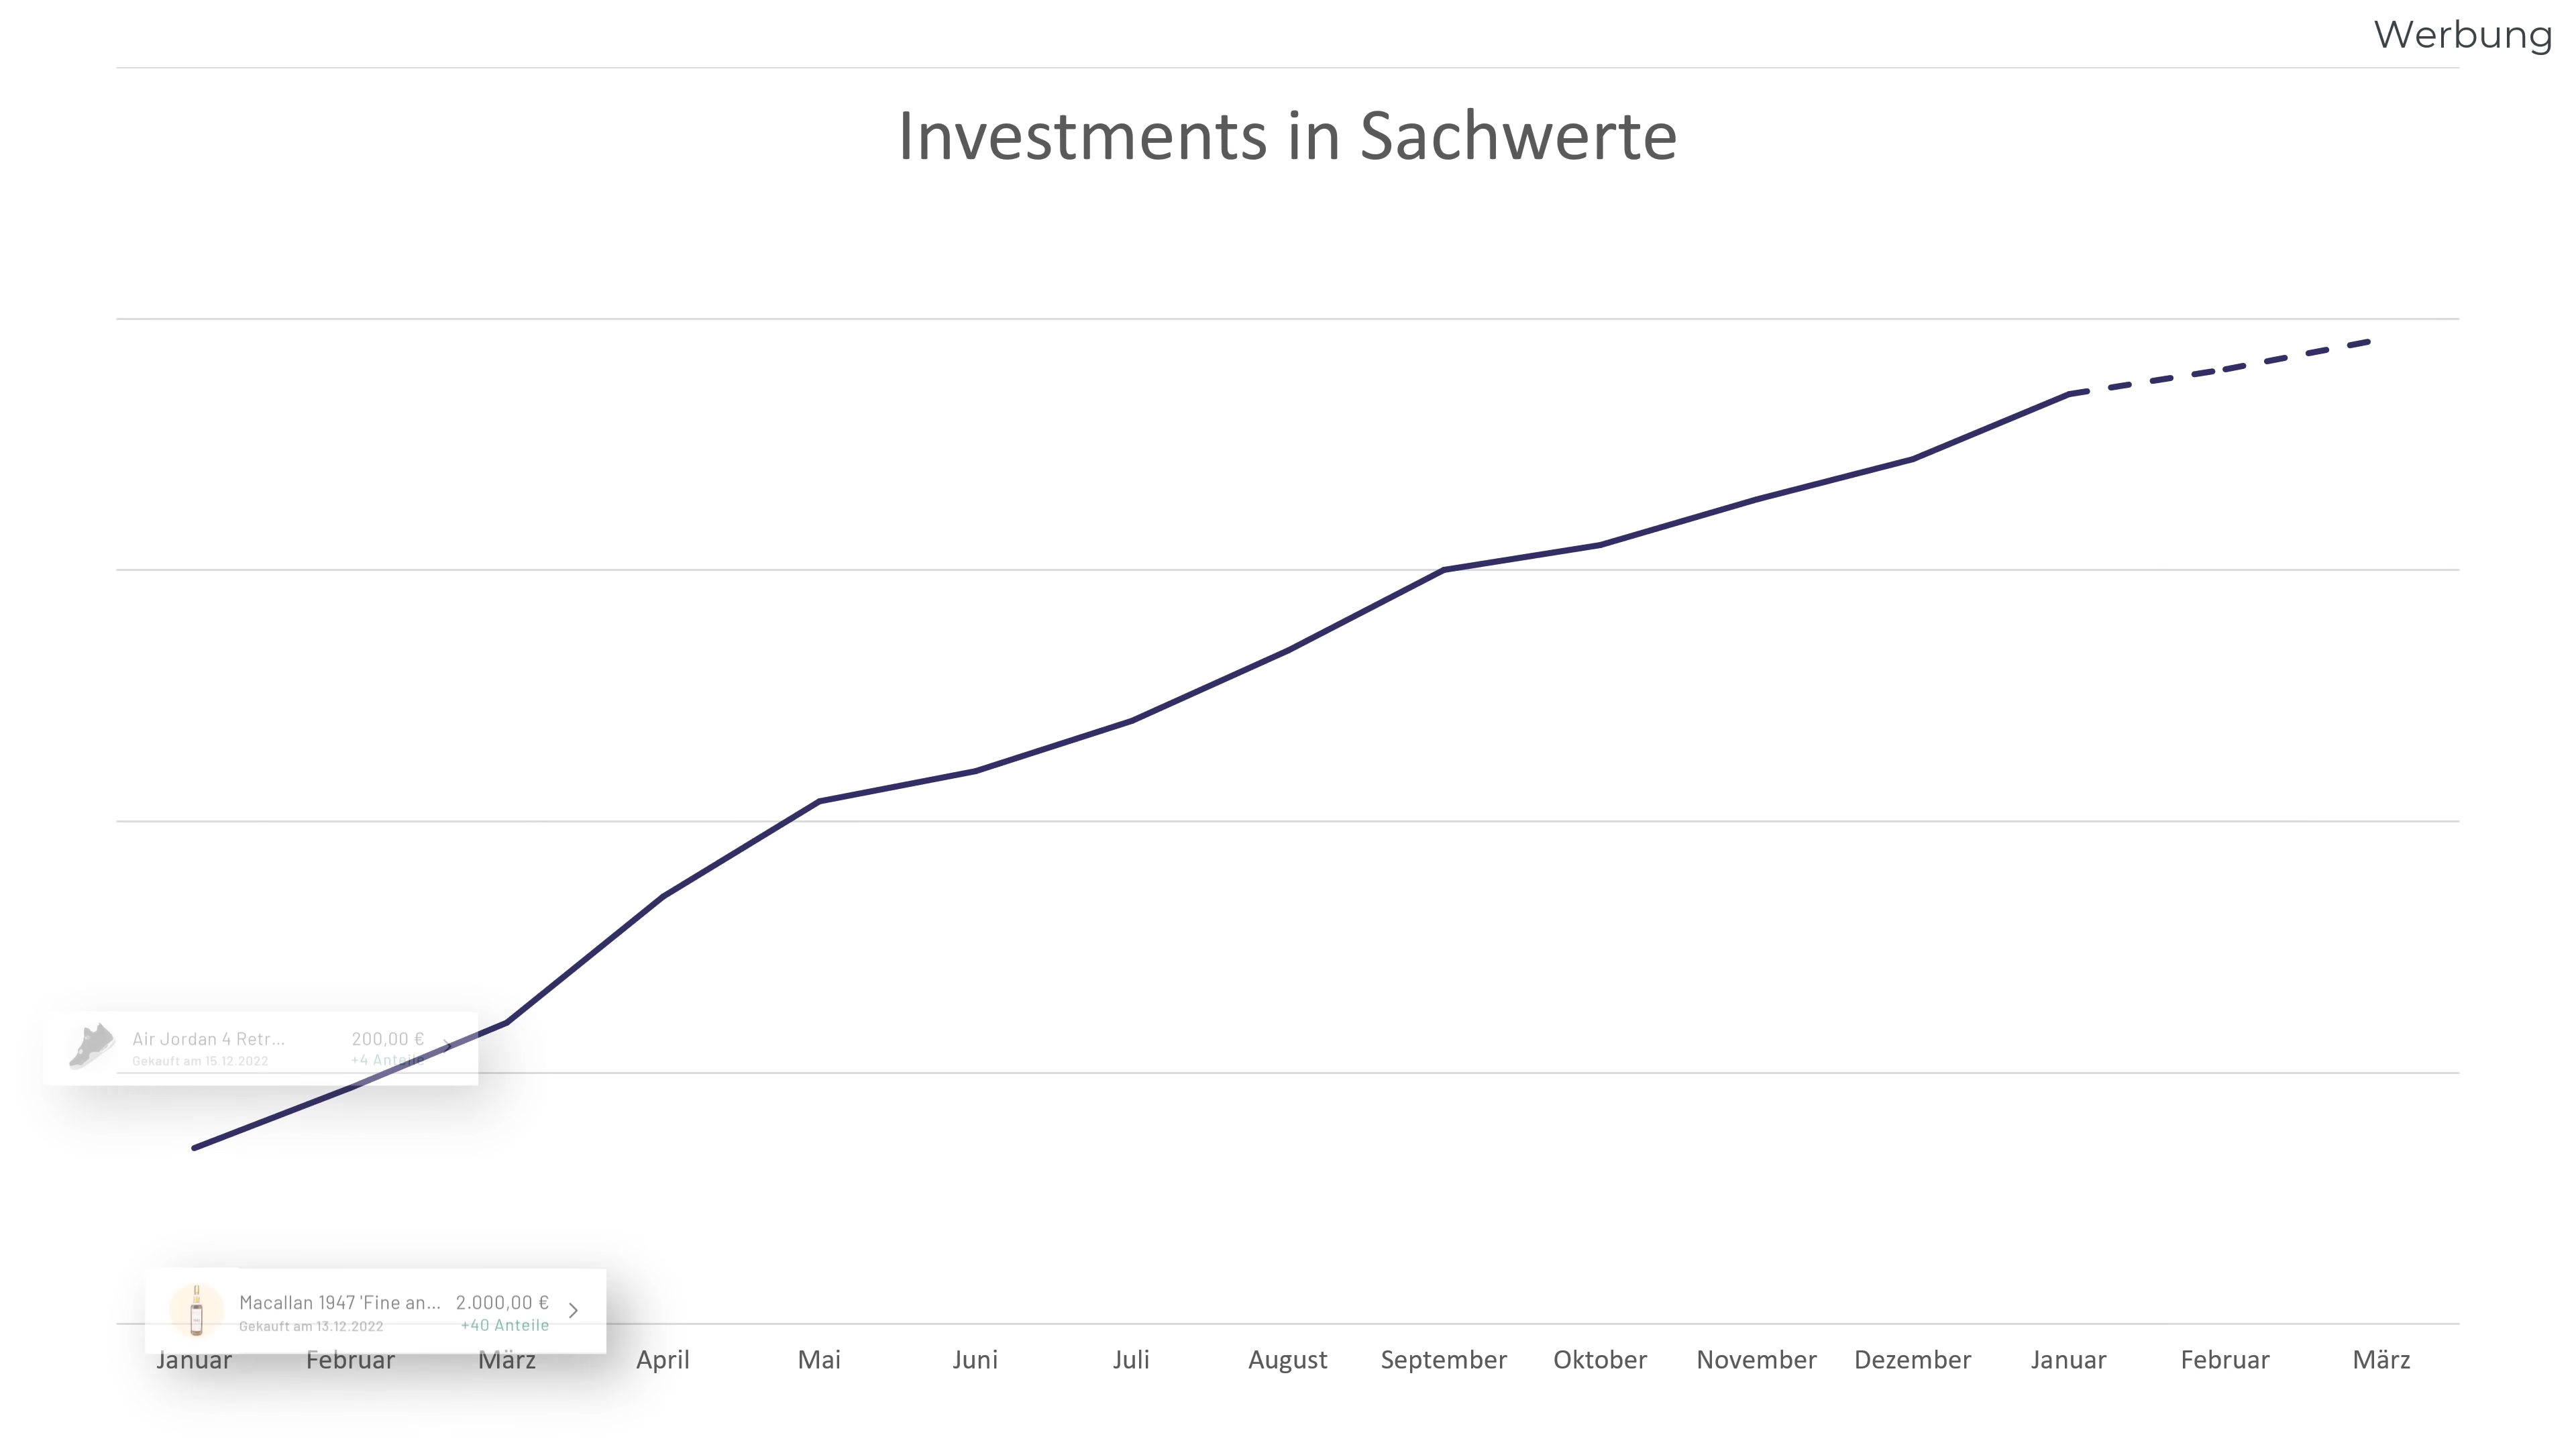 Werbung
Investments in Sachwerte
Air Jordan 4 Retr... 200,00 €
Gekauft am 15.12.2022 +4 Anteile
Macallan 1947 'Fine an... 2.000,00 €
Gekauft am 13.12.2022 +40 Anteile
Januar Februar März April Mai Juni Juli August September Oktober November Dezember Januar Februar März